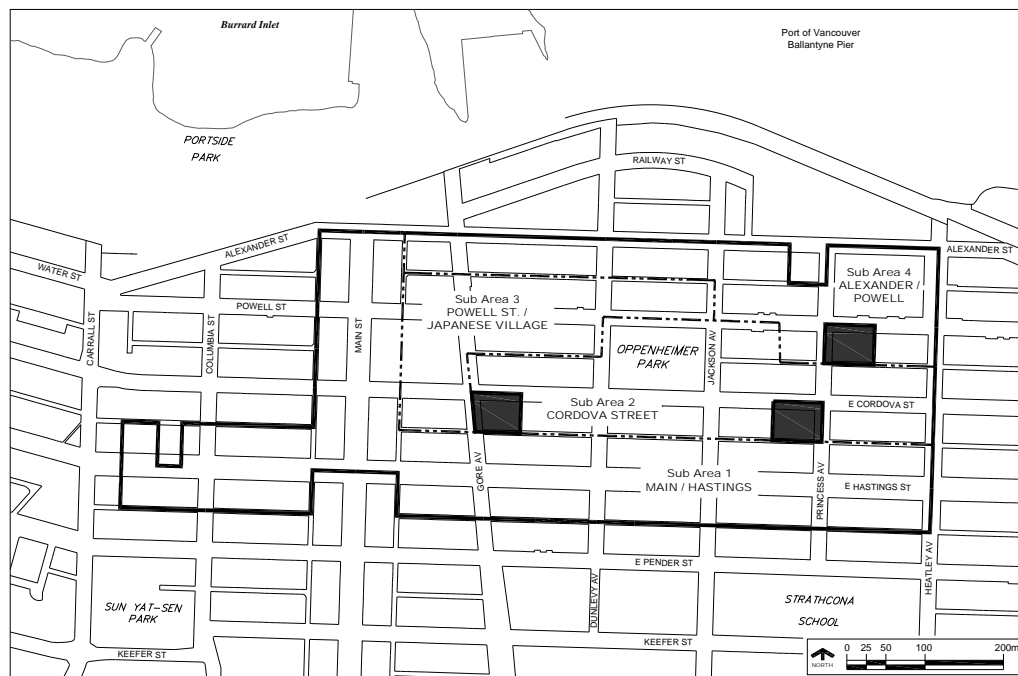 Burrard Inlet
Port of Vancouver
Ballantyne Pier
PORTSIDE
PARK
RAILWAY ST
ALEXANDER ST
ALEXANDER ST
WATER ST
Sub Area 4
ALEXANDER /
POWELL
Sub Area 3
POWELL ST. /
JAPANESE VILLAGE
POWELL ST
CARRALL ST
COLUMBIA ST
MAIN ST
OPPENHEIMER
PARK
JACKSON AV
Sub Area 2
CORDOVA STREET
E CORDOVA ST
Sub Area 1
MAIN / HASTINGS
GORE AV
PRINCESS AV
E HASTINGS ST
E PENDER ST
HEATLEY AV
DUNLEVY AV
SUN YAT-SEN
PARK
STRATHCONA
SCHOOL
KEEFER ST
KEEFER ST
NORTH
0 25 50 100 200m